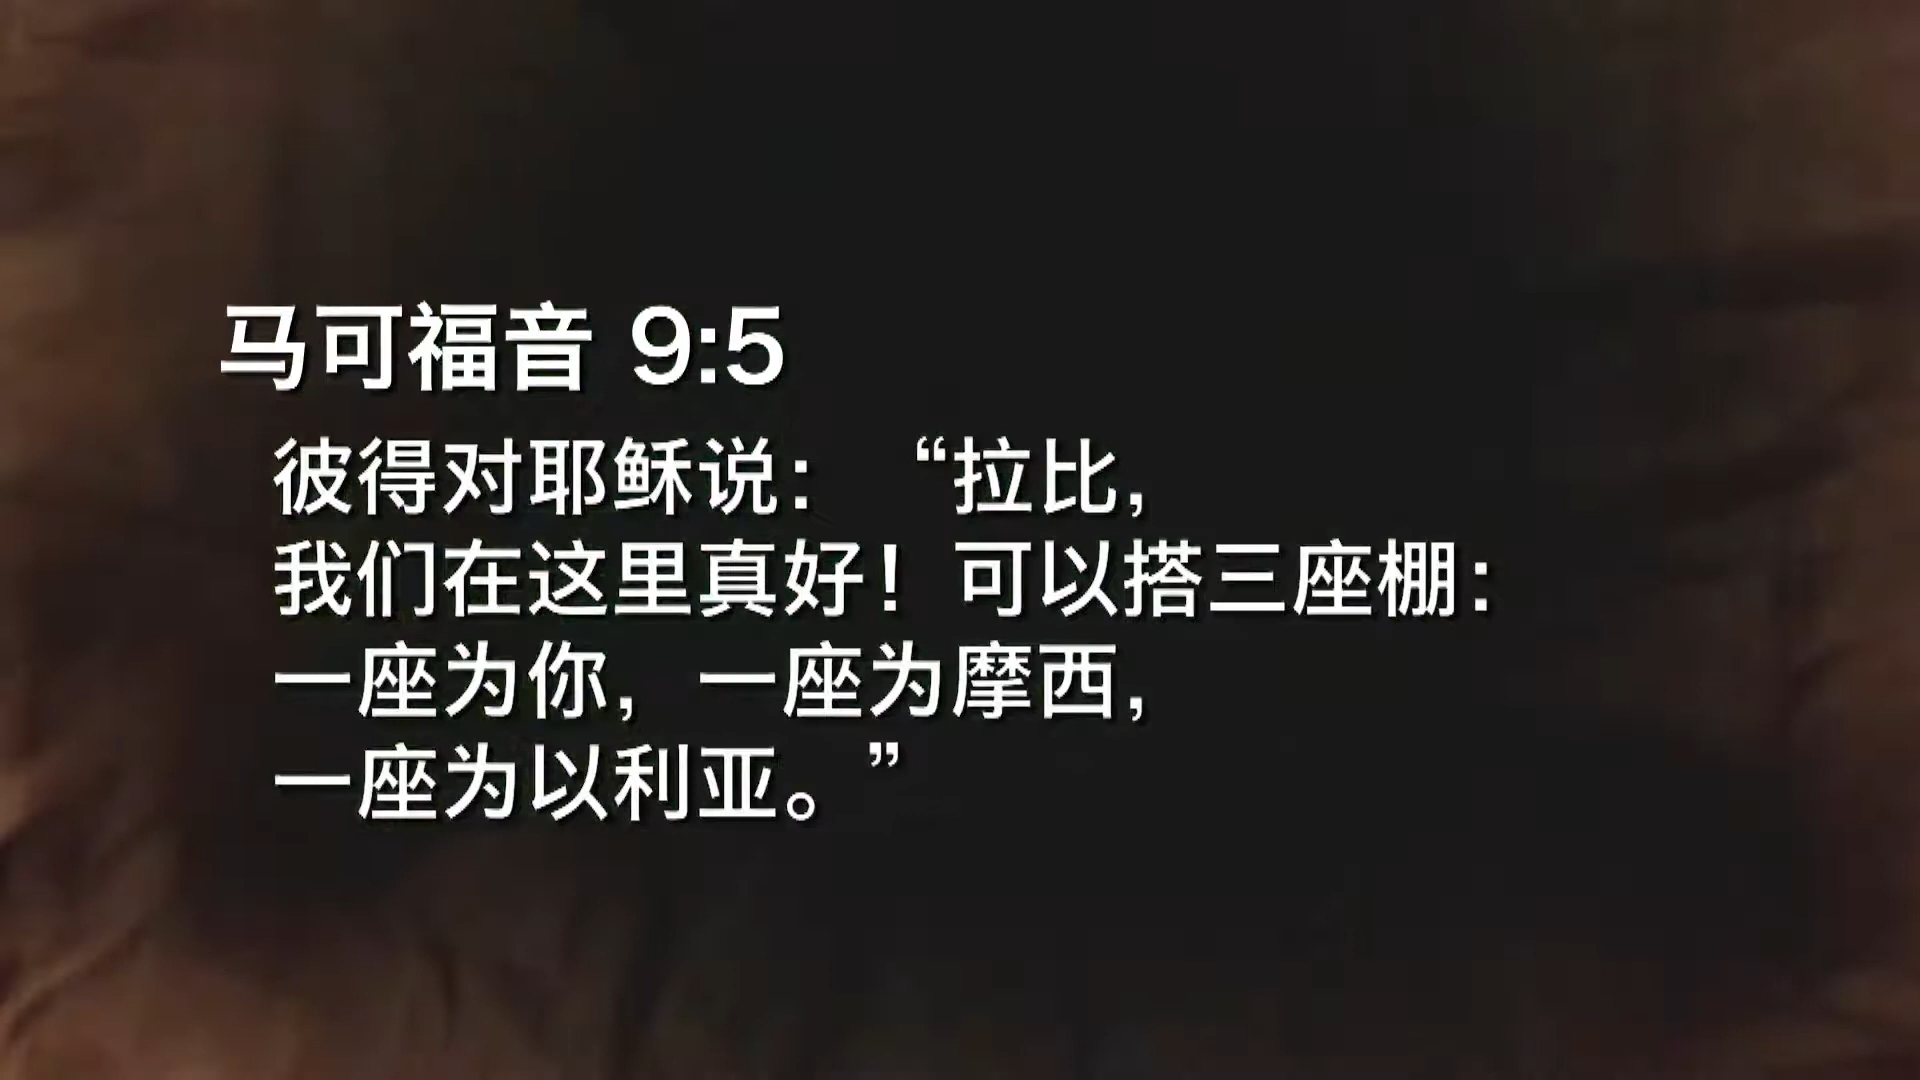 马可福音 9:5
彼得对耶稣说：“拉比，
我们在这里真好！可以搭三座棚：
一座为你，一座为摩西，
一座为以利亚。”